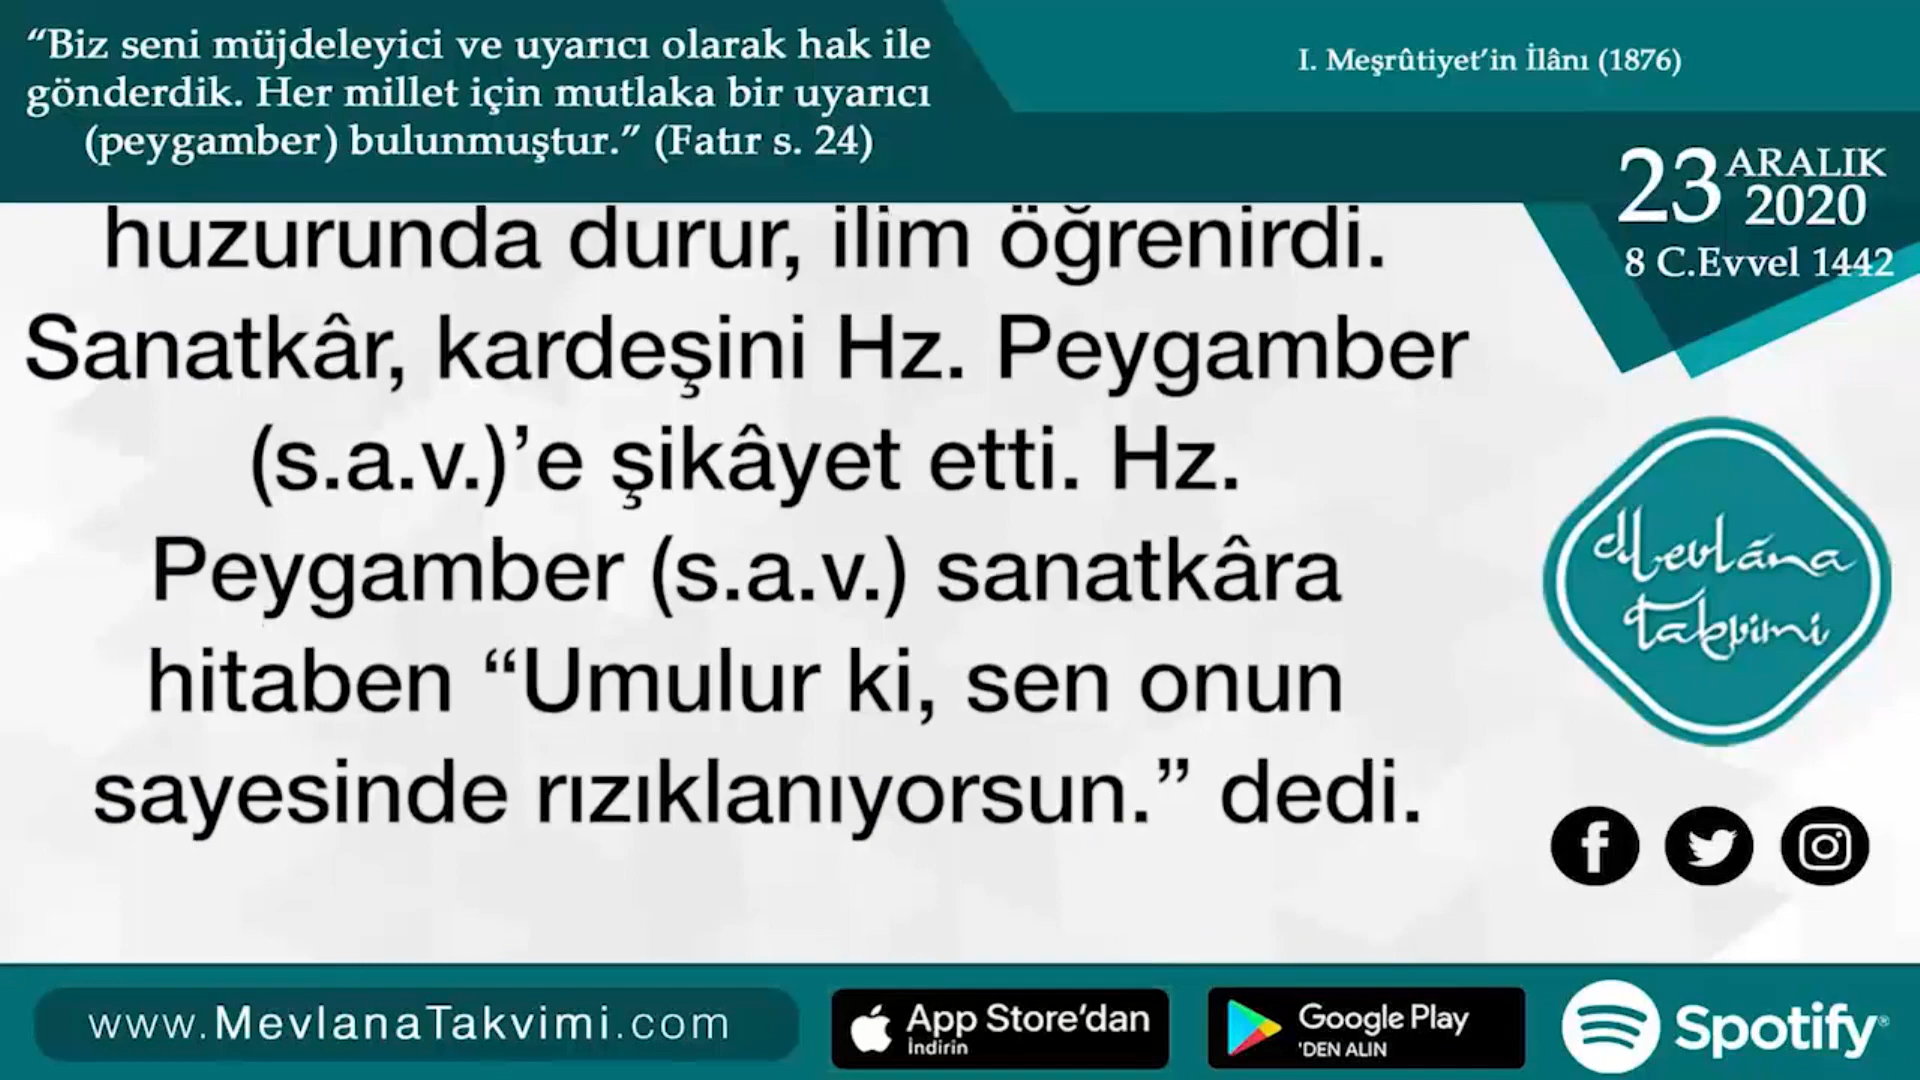 “Biz seni müjdeleyici ve uyarıcı olarak hak ile
gönderdik. Her millet için mutlaka bir uyarıcı
(peygamber) bulunmuştur.” (Fatır s. 24)
I. Meşrûtiyet’in İlânı (1876)
23 ARALIK
2020
8 C.Evvel 1442
huzurunda durur, ilim öğrenirdi.
Sanatkâr, kardeşini Hz. Peygamber
(s.a.v.)’e şikâyet etti. Hz.
Peygamber (s.a.v.) sanatkâra
hitaben “Umulur ki, sen onun
sayesinde rızıklanıyorsun.” dedi.
Mevlâna
Takvimi
www.MevlanaTakvimi.com
App Store’dan
İndirin
Google Play
'DEN ALIN
Spotify®